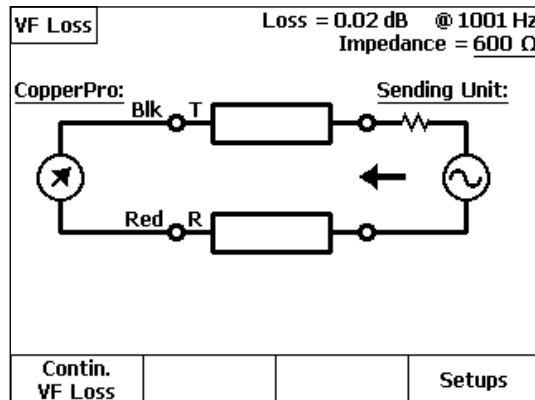 VF Loss
Loss = 0.02 dB @ 1001 Hz
Impedance = 600 Ω
CopperPro:
Sending Unit:
Blk T
Red R
Contin.
VF Loss
Setups